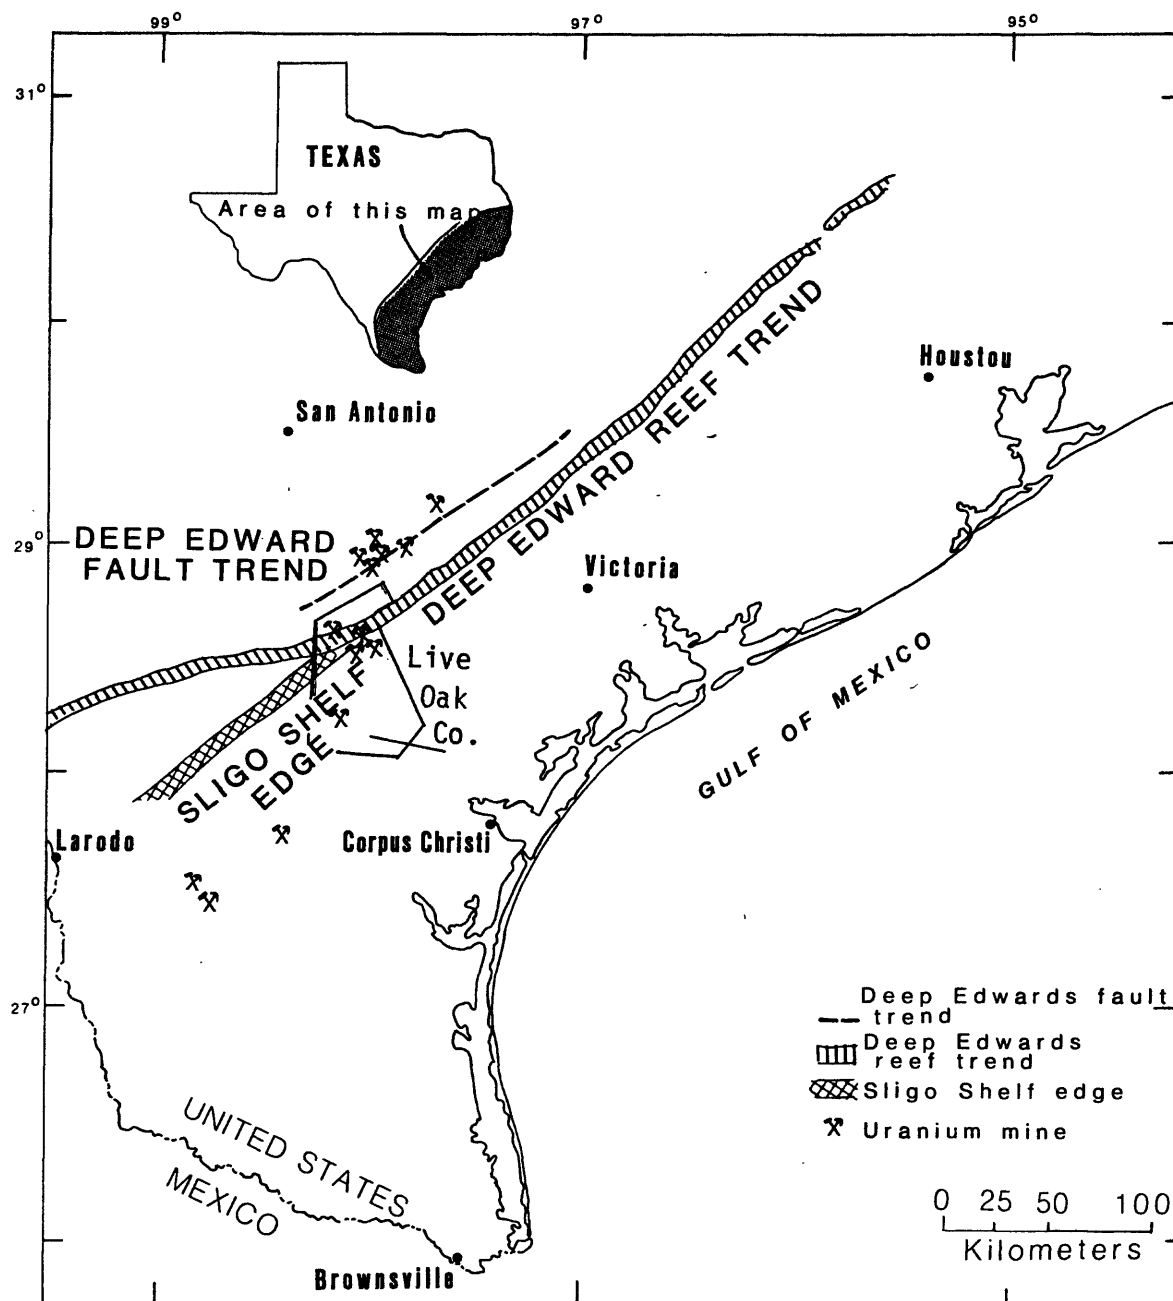 99°
97°
95°
31°
TEXAS
Area of this map
Houstou
San Antonio
DEEP EDWARD REEF TREND
29°
DEEP EDWARD
FAULT TREND
Victoria
Live
Oak
Co.
SLIGO SHELF
EDGE
GULF OF MEXICO
Larodo
Corpus Christi
27°
Deep Edwards fault
trend
Deep Edwards
reef trend
Sligo Shelf edge
Uranium mine
UNITED STATES
MEXICO
0 25 50 100
Kilometers
Brownsville